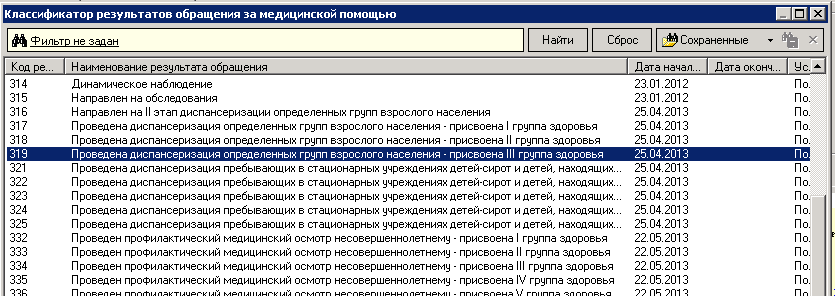 Классификатор результатов обращения за медицинской помощью
Фильтр не задан Найти Сброс Сохраненные
Код ре... Наименование результата обращения Дата начал... Дата оконч... Ус.
314 Динамическое наблюдение 23.01.2012 По.
315 Направлен на обследования 23.01.2012 По.
316 Направлен на II этап диспансеризации определенных групп взрослого населения 25.04.2013 По.
317 Проведена диспансеризация определенных групп взрослого населения - присвоена I группа здоровья 25.04.2013 По.
318 Проведена диспансеризация определенных групп взрослого населения - присвоена II группа здоровья 25.04.2013 По.
319 Проведена диспансеризация определенных групп взрослого населения - присвоена III группа здоровья 25.04.2013 По.
321 Проведена диспансеризация пребывающих в стационарных учреждениях детей-сирот и детей, находящих... 25.04.2013 По.
322 Проведена диспансеризация пребывающих в стационарных учреждениях детей-сирот и детей, находящих... 25.04.2013 По.
323 Проведена диспансеризация пребывающих в стационарных учреждениях детей-сирот и детей, находящих... 25.04.2013 По.
324 Проведена диспансеризация пребывающих в стационарных учреждениях детей-сирот и детей, находящих... 25.04.2013 По.
325 Проведена диспансеризация пребывающих в стационарных учреждениях детей-сирот и детей, находящих... 25.04.2013 По.
332 Проведен профилактический медицинский осмотр несовершеннолетнему - присвоена I группа здоровья 22.05.2013 По.
333 Проведен профилактический медицинский осмотр несовершеннолетнему - присвоена II группа здоровья 22.05.2013 По.
334 Проведен профилактический медицинский осмотр несовершеннолетнему - присвоена III группа здоровья 22.05.2013 По.
335 Проведен профилактический медицинский осмотр несовершеннолетнему - присвоена IV группа здоровья 22.05.2013 По.
336 Проведен профилактический медицинский осмотр несовершеннолетнему - присвоена V группа здоровья 22.05.2013 По.